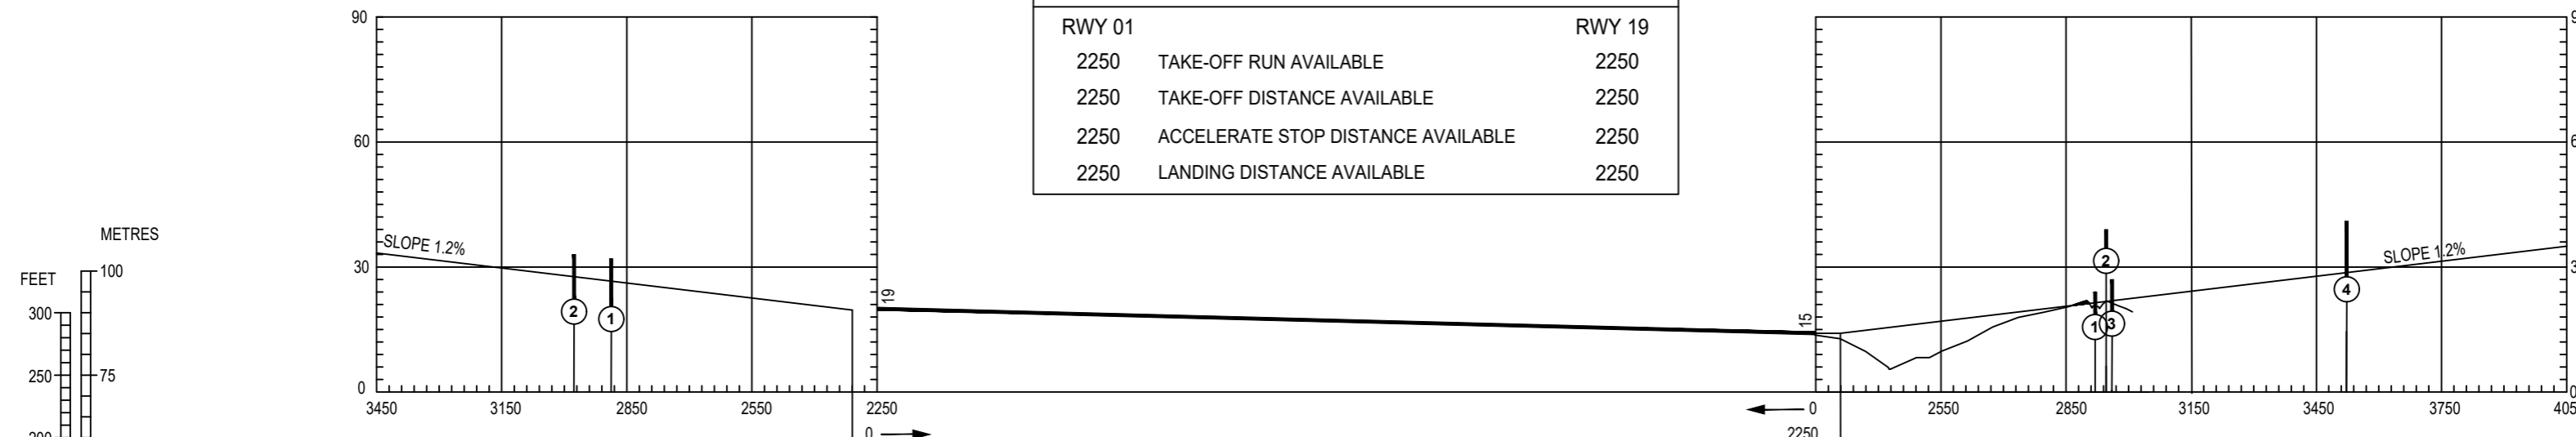 90
60
30
0
SLOPE 1.2%
2
1
3450 3150 2850 2550 2250
0
19
METRES
FEET
100
300
250
75
RWY 01 RWY 19
2250 TAKE-OFF RUN AVAILABLE 2250
2250 TAKE-OFF DISTANCE AVAILABLE 2250
2250 ACCELERATE STOP DISTANCE AVAILABLE 2250
2250 LANDING DISTANCE AVAILABLE 2250
15
SLOPE 1.2%
2
1
3
4
0 2550 2850 3150 3450 3750
2250